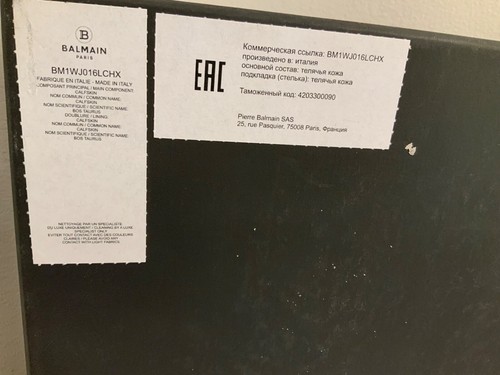 B
BALMAIN
PARIS
BM1WJ016LCHX
FABRIQUE EN ITALIE - MADE IN ITALY
COMPOSANT PRINCIPAL / MAIN COMPONENT
CALFSKIN
NOM COMMUN / COMMON NAME:
CALFSKIN
NOM SCIENTIFIQUE / SCIENTIFIC NAME:
BOS TAURUS
DOUBLURE / LINING:
CALFSKIN
NOM COMMUN / COMMON NAME:
CALFSKIN
NOM SCIENTIFIQUE / SCIENTIFIC NAME:
BOS TAURUS
NETTOYAGE PAR UN SPECIALISTE
DU LUXE UNIQUEMENT / CLEANING BY A LUXE
SPECIALIST ONLY
EVITER TOUT CONTACT AVEC DES COULEURS
CLAIRES / PLEASE AVOID ANY
CONTACT WITH LIGHT FABRICS
EAC
Коммерческая ссылка: BM1WJ016LCHX
произведено в: италия
основной состав: телячья кожа
подкладка (стелька): телячья кожа
Таможенный код: 4203300090
Pierre Balmain SAS
25, rue Pasquier, 75008 Paris, Франция